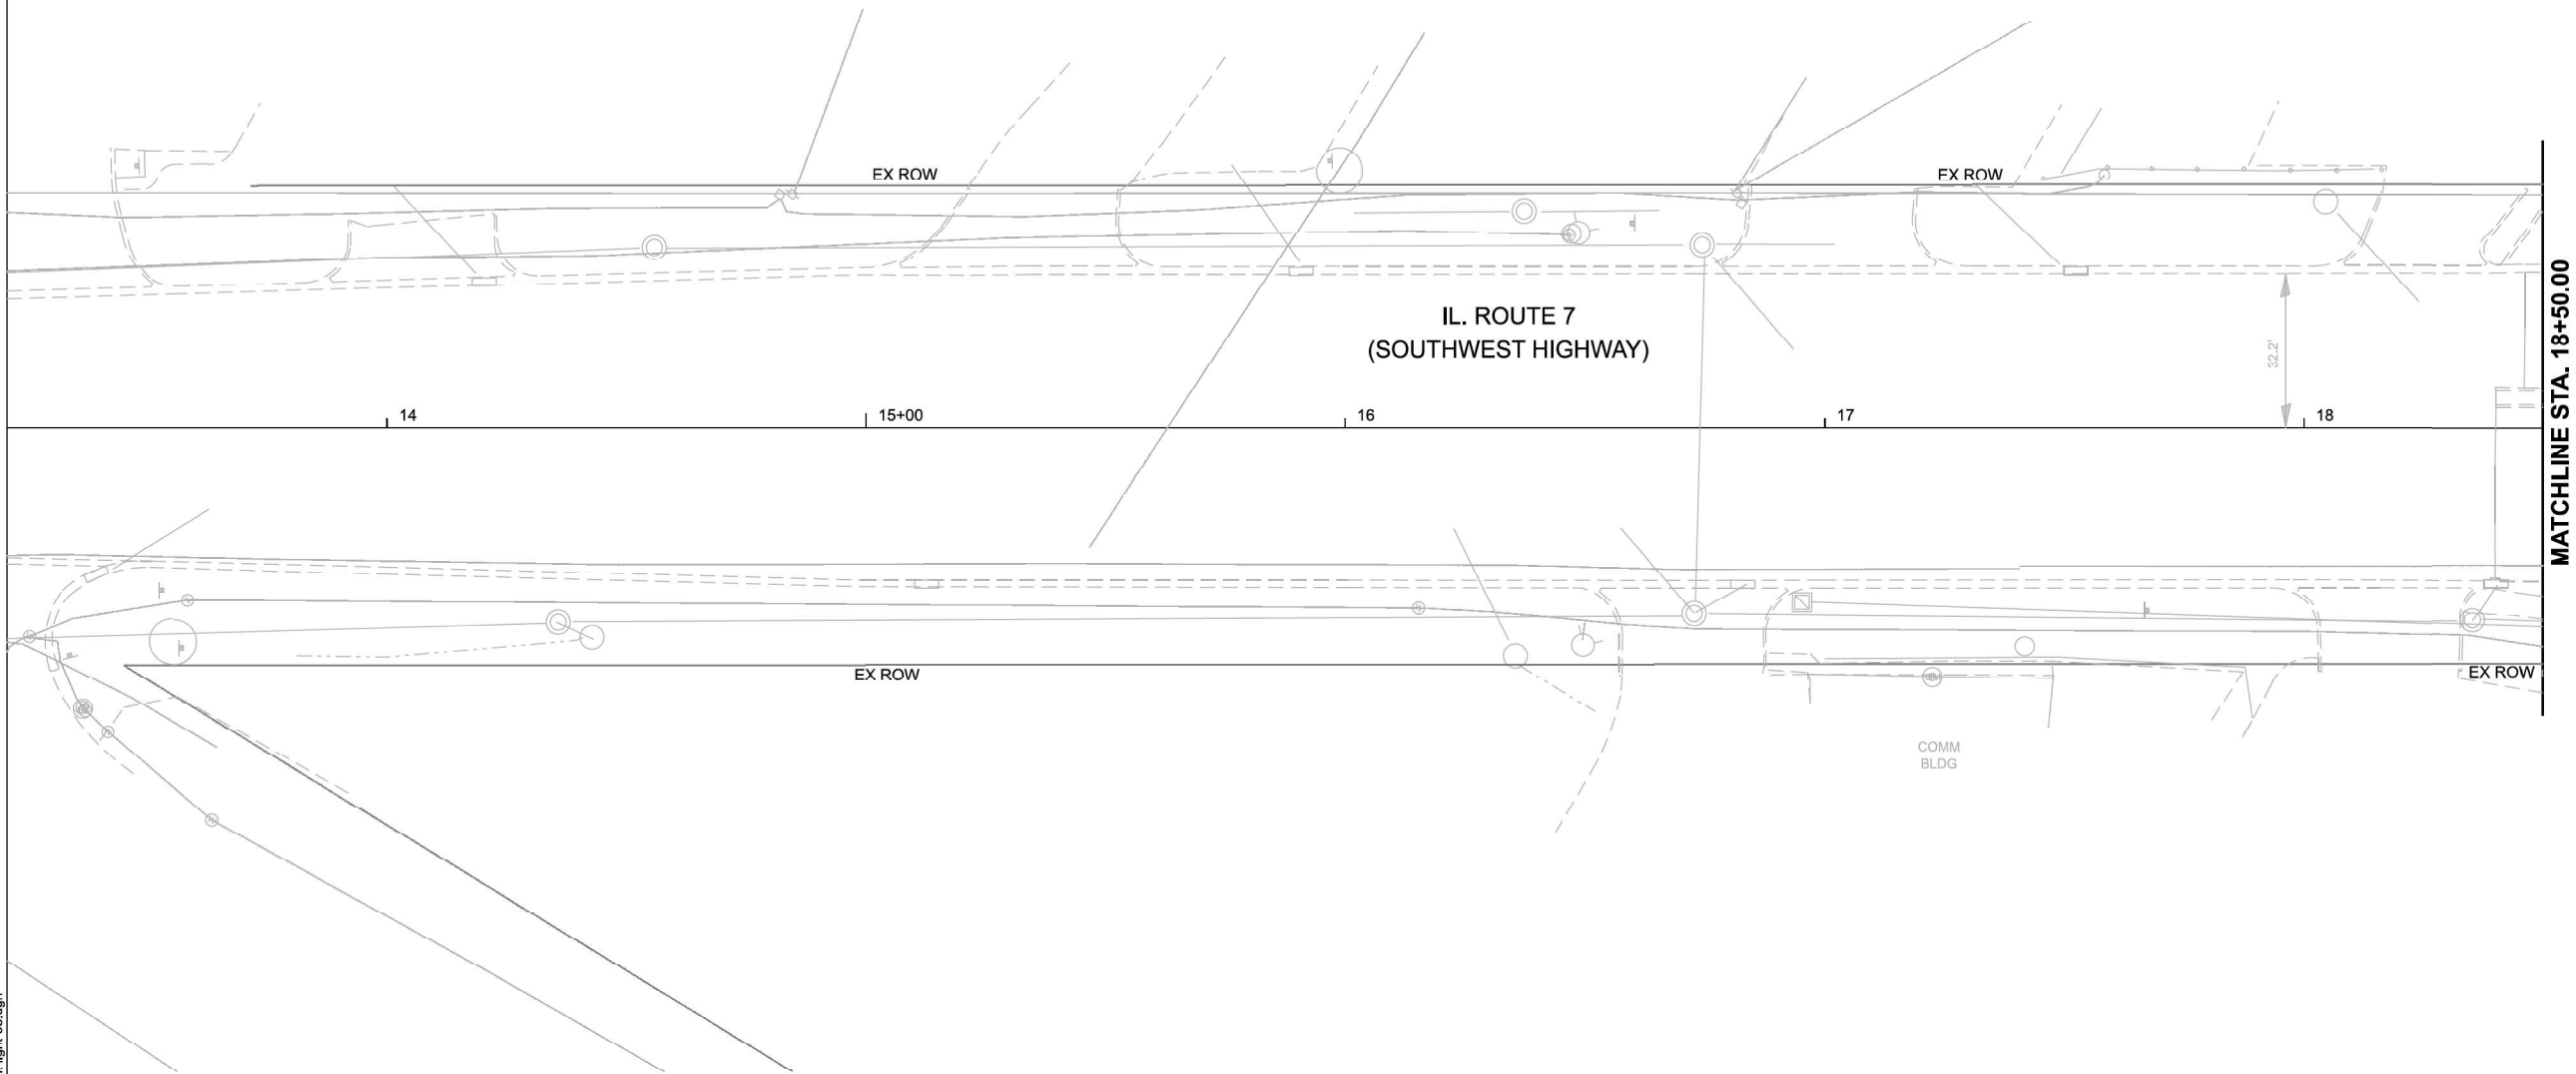 EX ROW
EX ROW
IL. ROUTE 7
(SOUTHWEST HIGHWAY)
32.2'
14
15+00
16
17
18
MATCHLINE STA. 18+50.00
EX ROW
EX ROW
COMM
BLDG